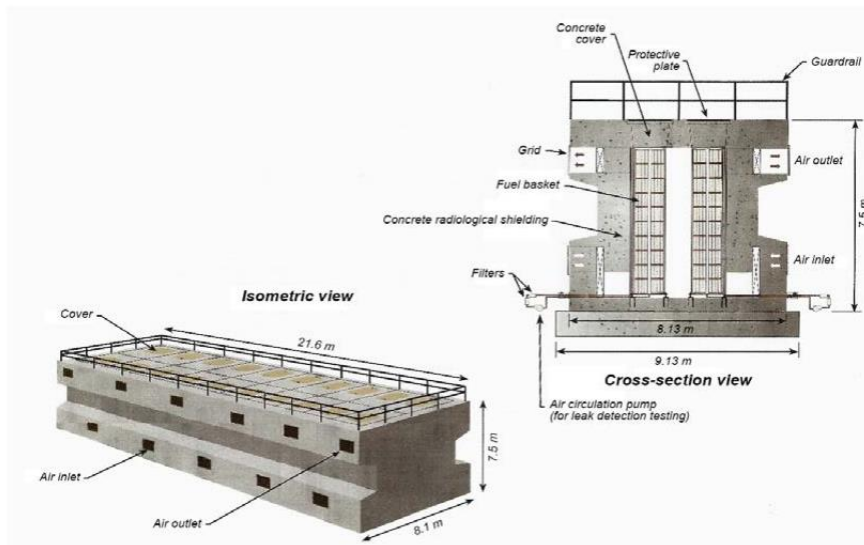 Concrete
cover
Protective
plate
Guardrail
Grid
Air outlet
Fuel basket
7.5 m
Concrete radiological shielding
Air inlet
Filters
8.13 m
9.13 m
Cross-section view
Air circulation pump
(for leak detection testing)
Isometric view
Cover
21.6 m
7.5 m
Air inlet
Air outlet
8.1 m